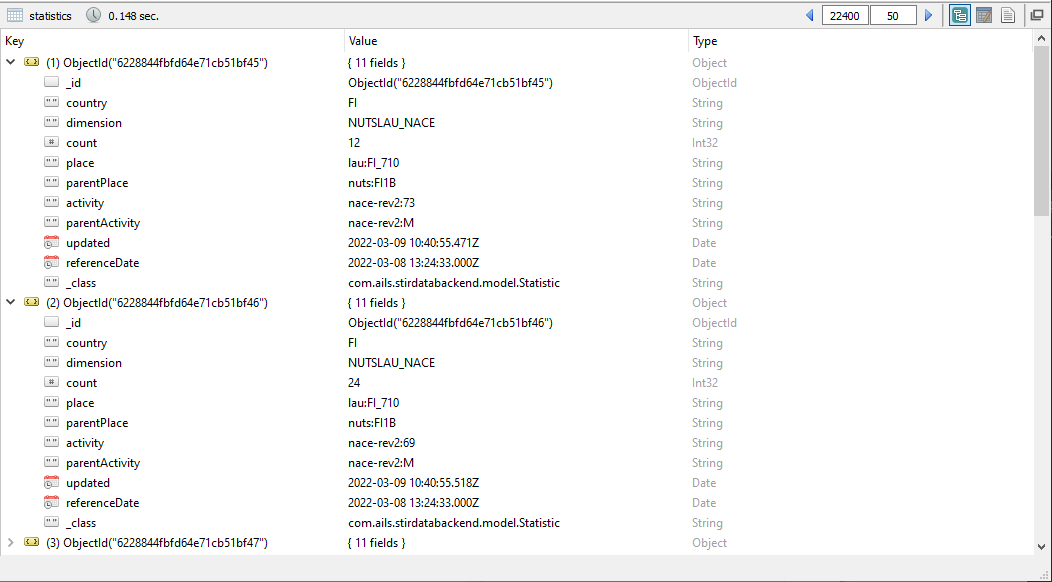 statistics 0.148 sec. 22400 50
Key Value Type
(1) ObjectId("6228844fbfd64e71cb51bf45") { 11 fields } Object
_id ObjectId("6228844fbfd64e71cb51bf45") ObjectId
country FI String
dimension NUTSLAU_NACE String
count 12 Int32
place lau:FI_710 String
parentPlace nuts:FI1B String
activity nace-rev2:73 String
parentActivity nace-rev2:M String
updated 2022-03-09 10:40:55.471Z Date
referenceDate 2022-03-08 13:24:33.000Z Date
_class com.ails.stirdatabackend.model.Statistic String
(2) ObjectId("6228844fbfd64e71cb51bf46") { 11 fields } Object
_id ObjectId("6228844fbfd64e71cb51bf46") ObjectId
country FI String
dimension NUTSLAU_NACE String
count 24 Int32
place lau:FI_710 String
parentPlace nuts:FI1B String
activity nace-rev2:69 String
parentActivity nace-rev2:M String
updated 2022-03-09 10:40:55.518Z Date
referenceDate 2022-03-08 13:24:33.000Z Date
_class com.ails.stirdatabackend.model.Statistic String
(3) ObjectId("6228844fbfd64e71cb51bf47") { 11 fields } Object